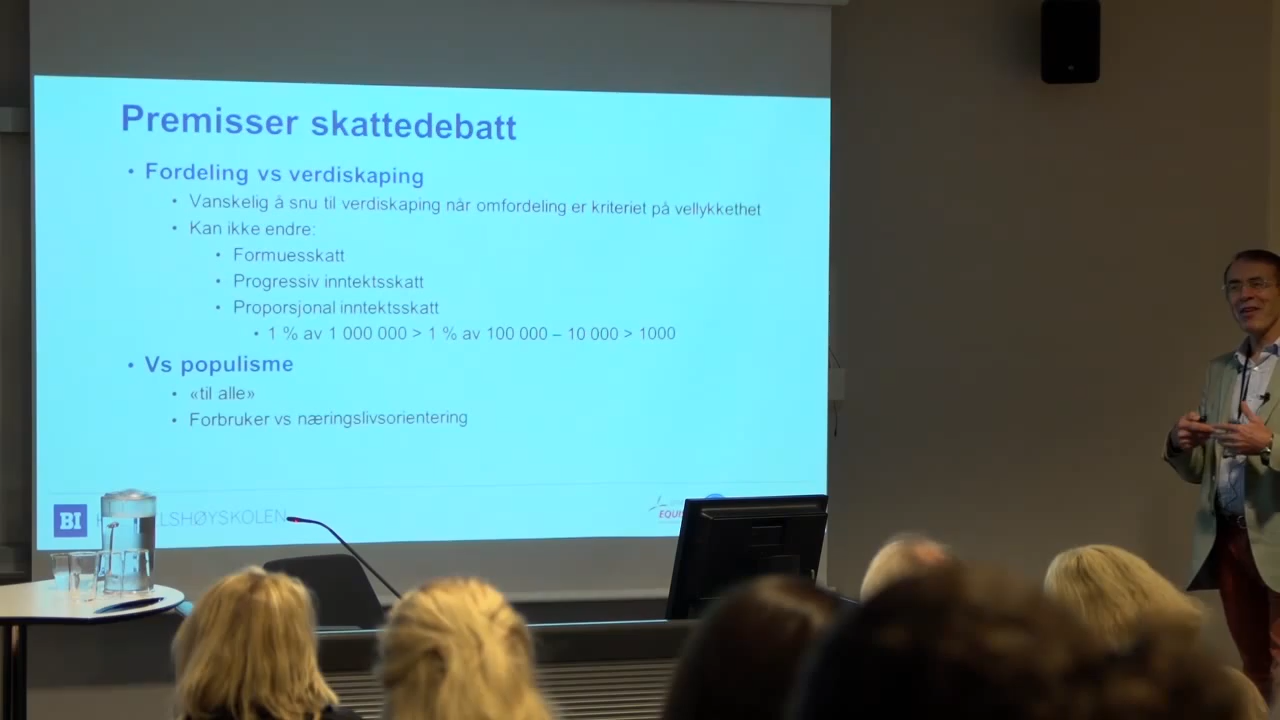 Premisser skattedebatt
• Fordeling vs verdiskaping
• Vanskelig å snu til verdiskaping når omfordeling er kriteriet på vellykkethet
• Kan ikke endre:
• Formuesskatt
• Progressiv inntektsskatt
• Proporsjonal inntektsskatt
• 1 % av 1 000 000 > 1 % av 100 000 – 10 000 > 1000
• Vs populisme
• «til alle»
• Forbruker vs næringslivsorientering
BI